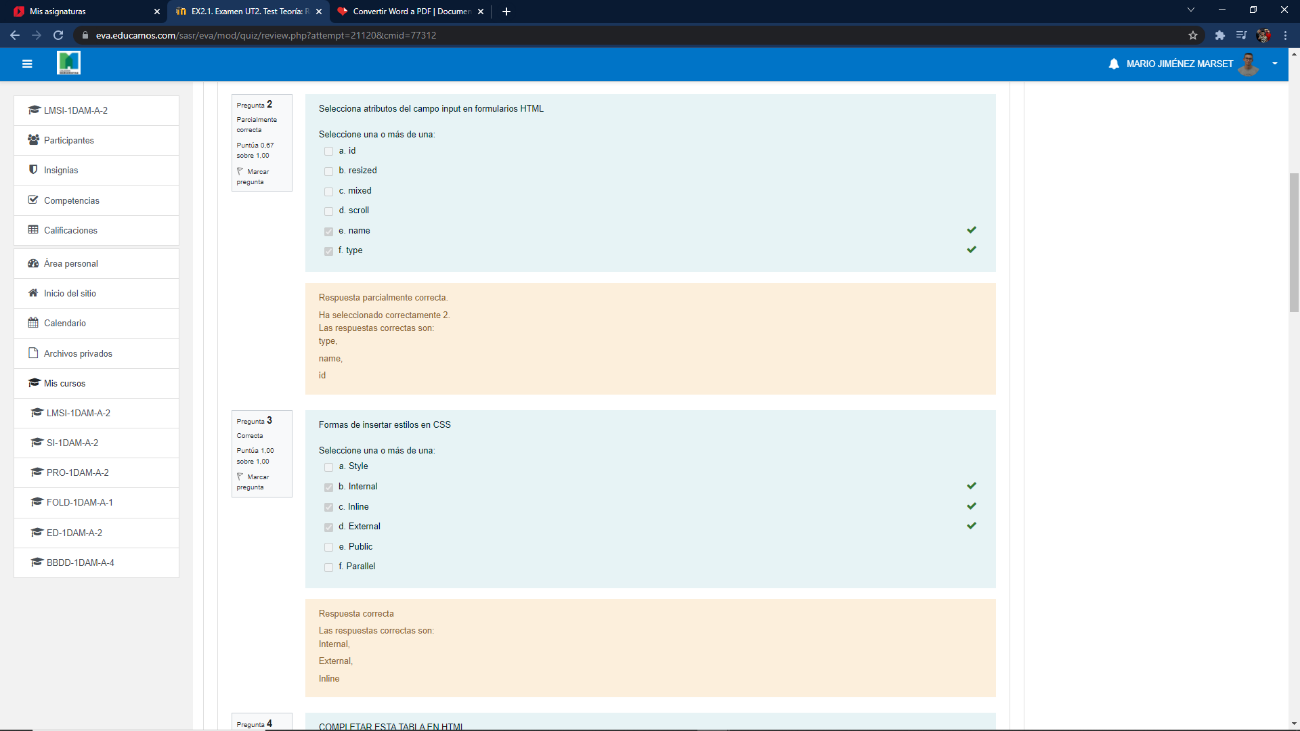 Mis asignaturas
EX2.1. Examen UT2. Test Teoría: R
Convertir Word a PDF | Documen
eva.educamos.com/sasr/eva/mod/quiz/review.php?attempt=21120&cmid=77312
MARIO JIMÉNEZ MARSET
LMSI-1DAM-A-2
Participantes
Insignias
Competencias
Calificaciones
Área personal
Inicio del sitio
Calendario
Archivos privados
Mis cursos
LMSI-1DAM-A-2
SI-1DAM-A-2
PRO-1DAM-A-2
FOLD-1DAM-A-1
ED-1DAM-A-2
BBDD-1DAM-A-4
Pregunta 2
Parcialmente
correcta
Puntúa 0,67
sobre 1,00
Marcar
pregunta
Selecciona atributos del campo input en formularios HTML
Seleccione una o más de una:
a. id
b. resized
c. mixed
d. scroll
e. name
f. type
Respuesta parcialmente correcta.
Ha seleccionado correctamente 2.
Las respuestas correctas son:
type,
name,
id
Pregunta 3
Correcta
Puntúa 1,00
sobre 1,00
Marcar
pregunta
Formas de insertar estilos en CSS
Seleccione una o más de una:
a. Style
b. Internal
c. Inline
d. External
e. Public
f. Parallel
Respuesta correcta
Las respuestas correctas son:
Internal,
External,
Inline
Pregunta 4
COMPLETAR ESTA TABLA EN HTML